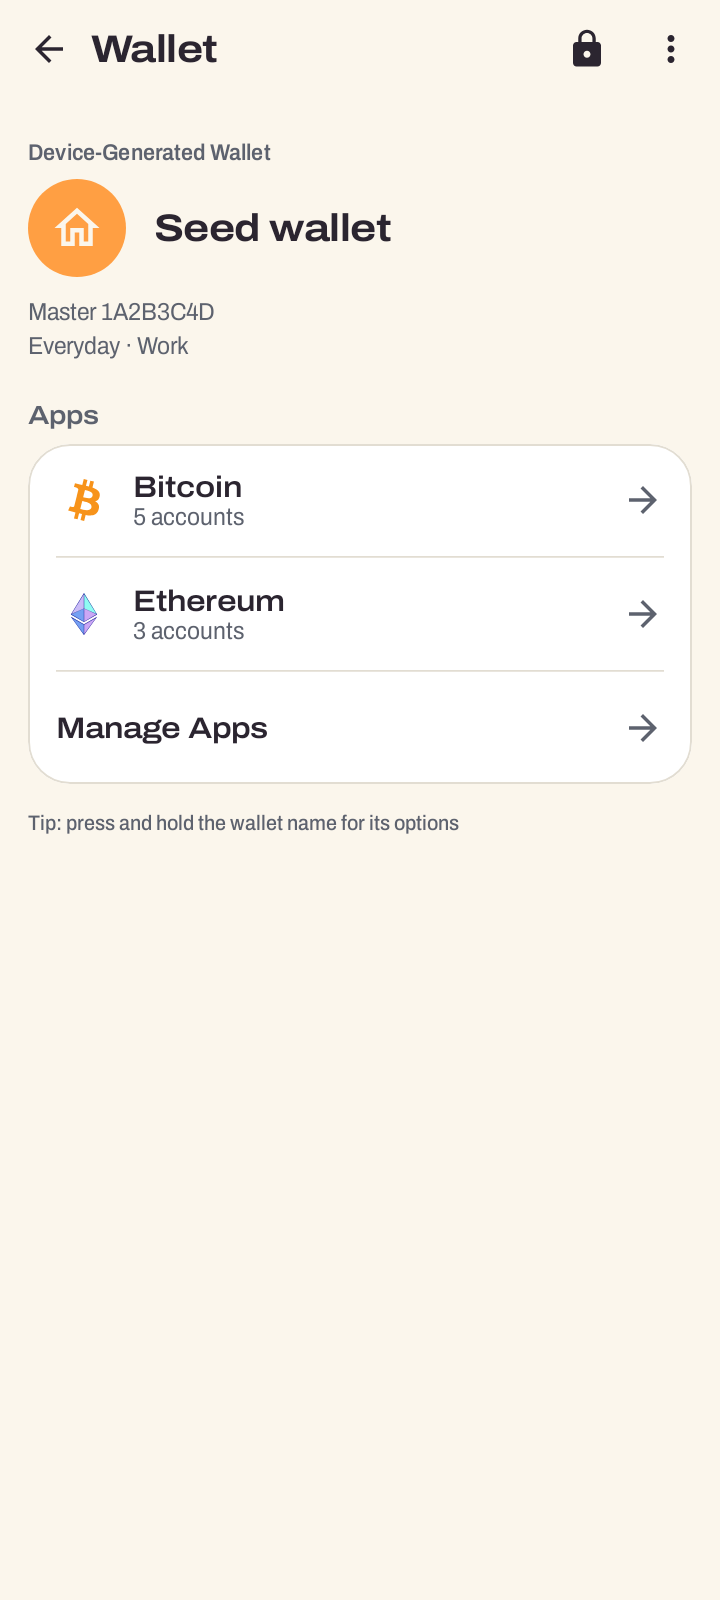 Wallet
Device-Generated Wallet
Seed wallet
Master 1A2B3C4D
Everyday · Work
Apps
Bitcoin
5 accounts
Ethereum
3 accounts
Manage Apps
Tip: press and hold the wallet name for its options